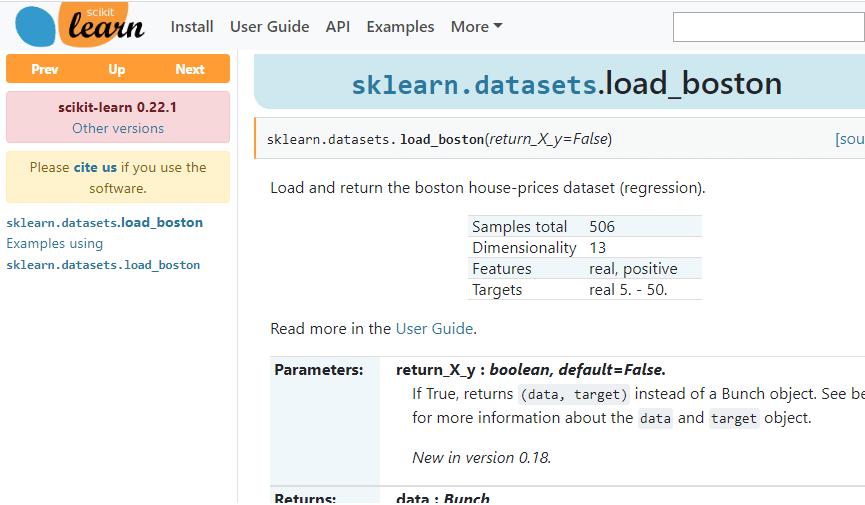 scikit
learn
Install User Guide API Examples More
Prev Up Next
scikit-learn 0.22.1
Other versions
Please cite us if you use the
software.
sklearn.datasets.load_boston
Examples using
sklearn.datasets.load_boston
sklearn.datasets.load_boston
sklearn.datasets.load_boston(return_X_y=False)
[sou
Load and return the boston house-prices dataset (regression).
Samples total 506
Dimensionality 13
Features real, positive
Targets real 5. - 50.
Read more in the User Guide.
Parameters: return_X_y : boolean, default=False.
If True, returns (data, target) instead of a Bunch object. See be
for more information about the data and target object.
New in version 0.18.
Returns: data : Bunch